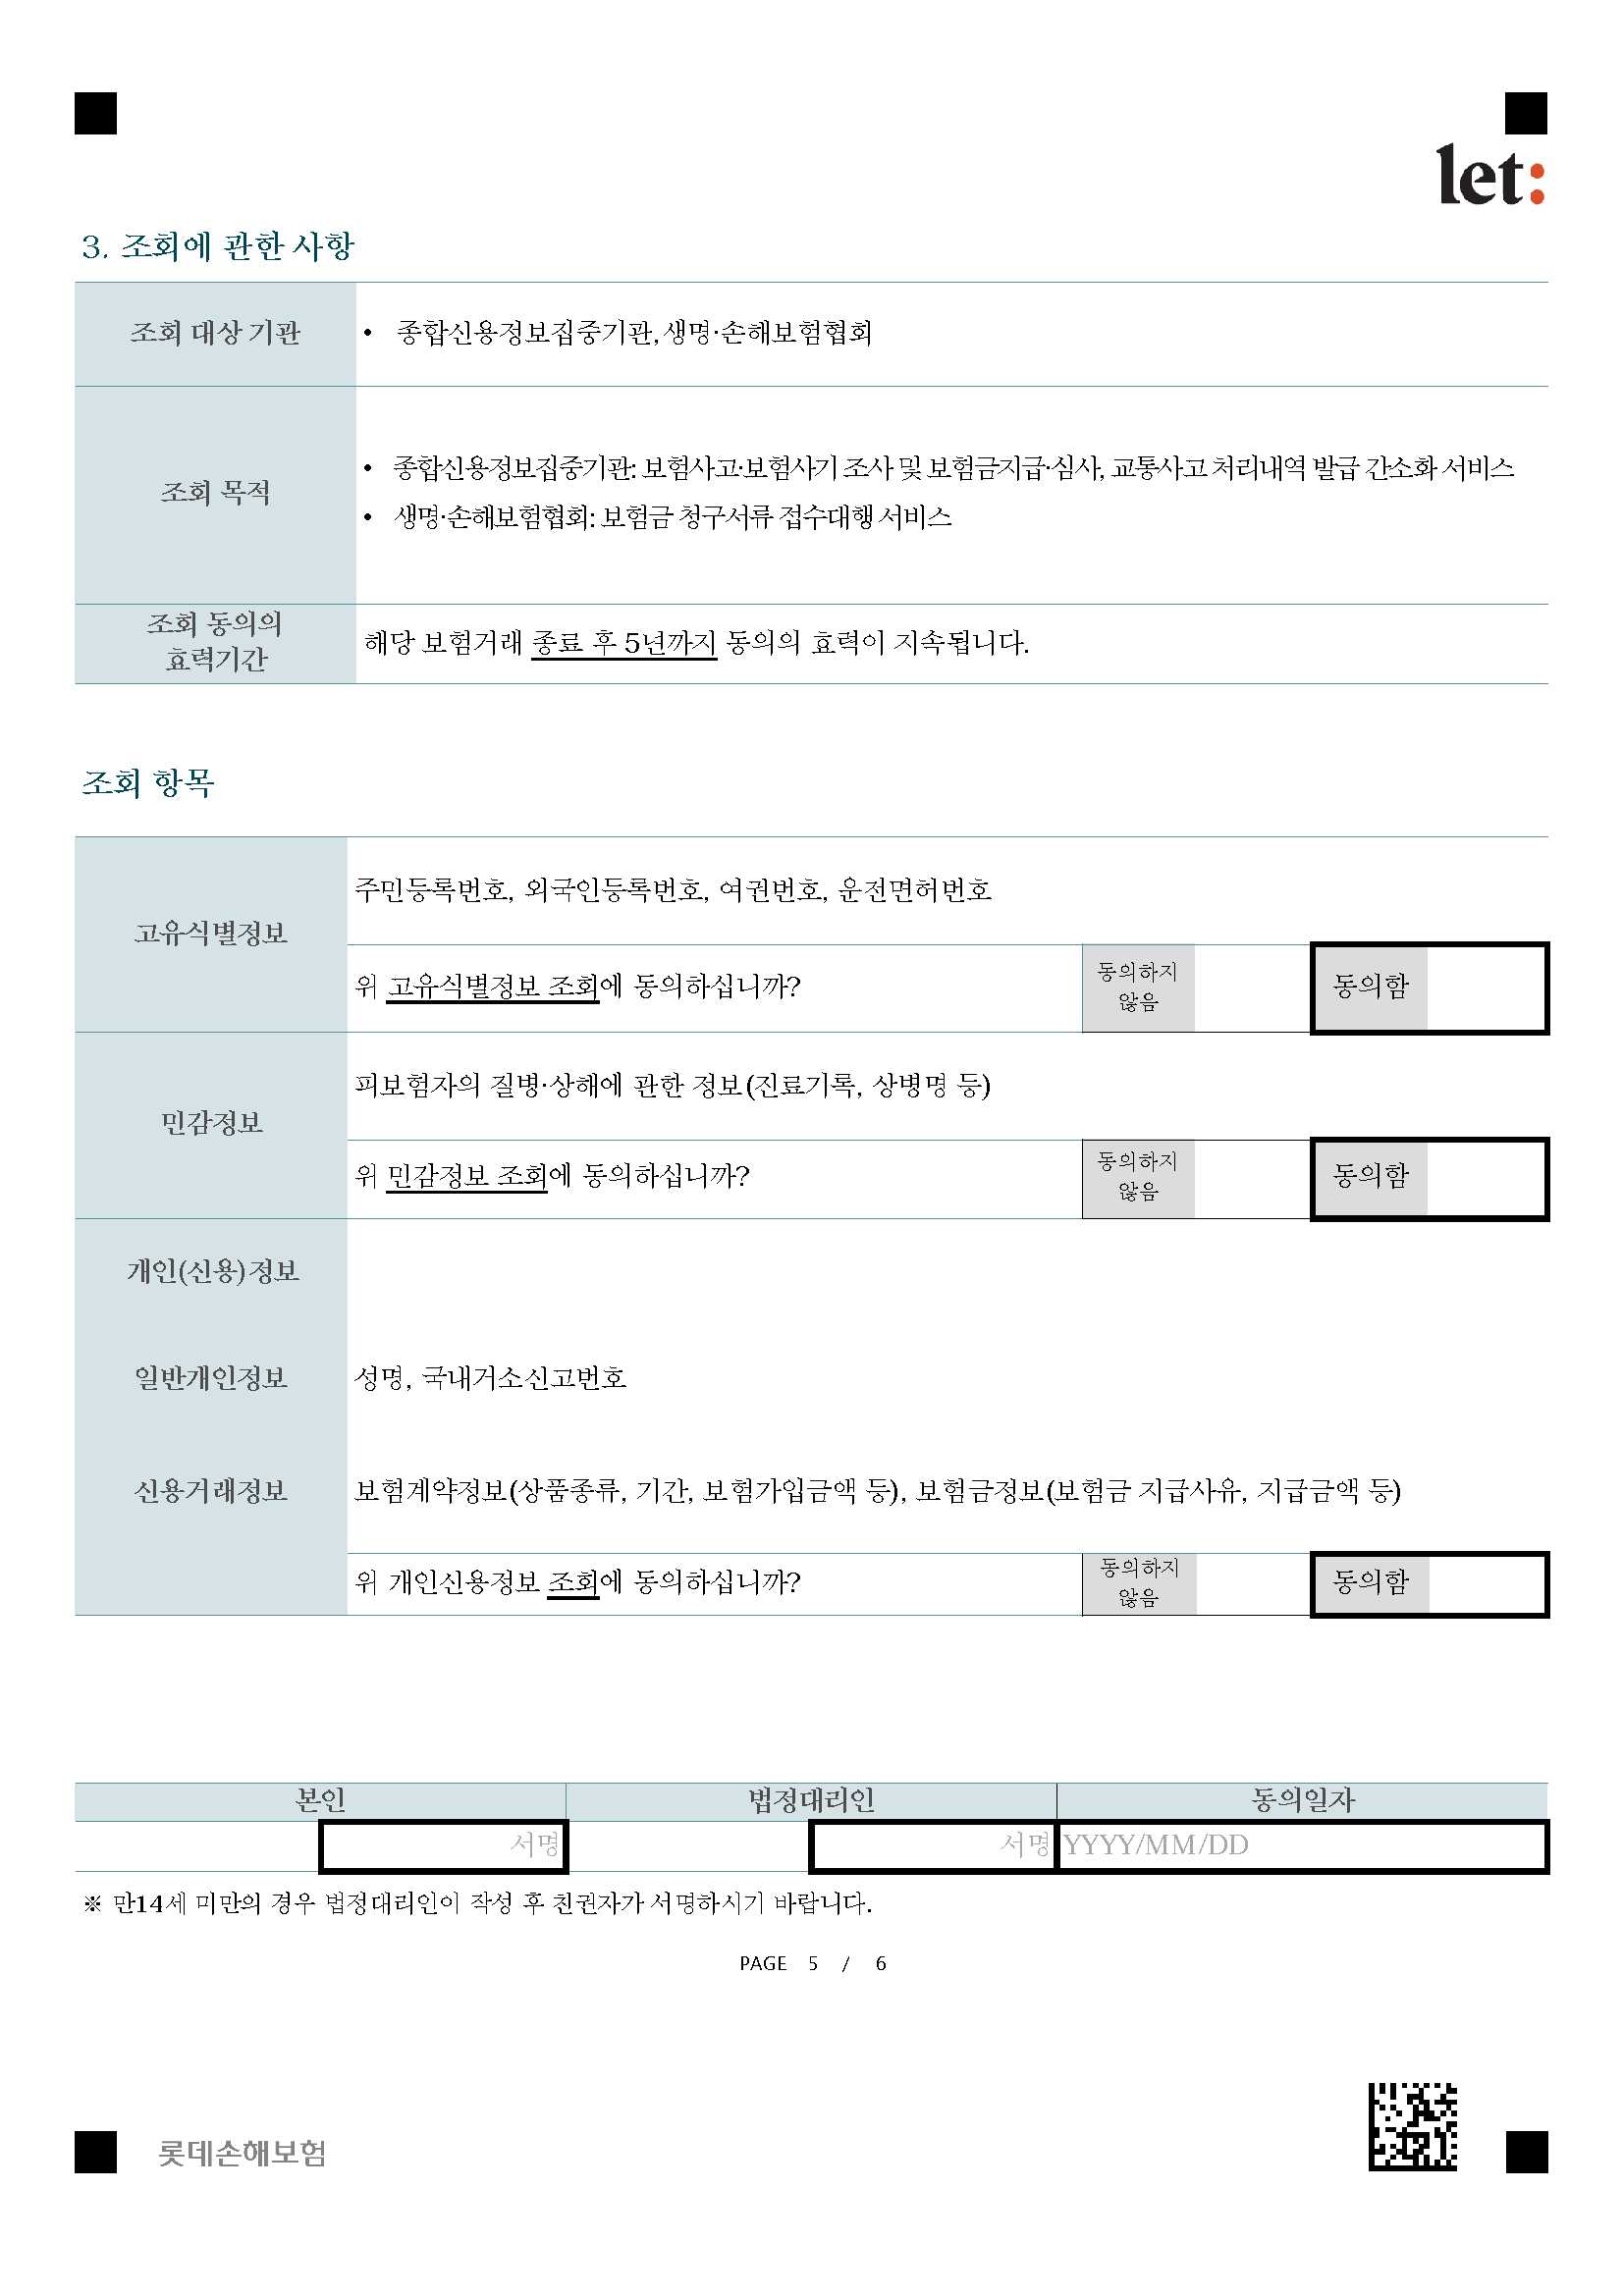 let:
3. 조회에 관한 사항
조회 대상 기관
• 종합신용정보집중기관, 생명·손해보험협회
조회 목적
• 종합신용정보집중기관: 보험사고·보험사기 조사 및 보험금지급·심사, 교통사고 처리내역 발급 간소화 서비스
• 생명·손해보험협회: 보험금 청구서류 접수대행 서비스
조회 동의의
효력기간
해당 보험거래 종료 후 5년까지 동의의 효력이 지속됩니다.
조회 항목
고유식별정보
주민등록번호, 외국인등록번호, 여권번호, 운전면허번호
위 고유식별정보 조회에 동의하십니까?
동의하지
않음
동의함
민감정보
피보험자의 질병·상해에 관한 정보(진료기록, 상병명 등)
위 민감정보 조회에 동의하십니까?
동의하지
않음
동의함
개인(신용)정보
일반개인정보 성명, 국내거소신고번호
신용거래정보 보험계약정보(상품종류, 기간, 보험가입금액 등), 보험금정보(보험금 지급사유, 지급금액 등)
위 개인신용정보 조회에 동의하십니까?
동의하지
않음
동의함
본인 법정대리인 동의일자
서명 서명 YYYY/MM/DD
※ 만14세 미만의 경우 법정대리인이 작성 후 친권자가 서명하시기 바랍니다.
PAGE 5 / 6
롯데손해보험